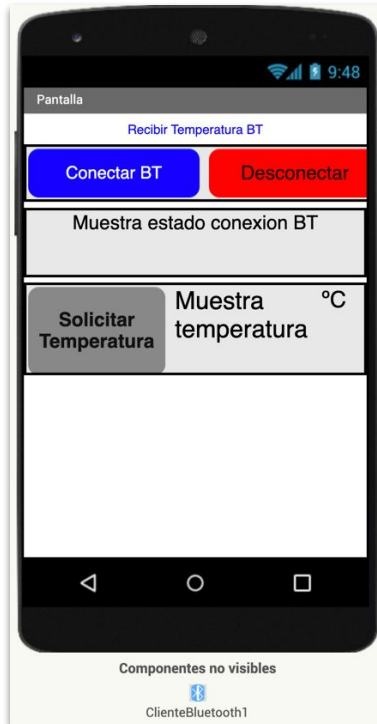 9:48
Pantalla
Recibir Temperatura BT
Conectar BT
Desconectar
Muestra estado conexion BT
Solicitar
Temperatura
Muestra
temperatura
ºC
Componentes no visibles
ClienteBluetooth1